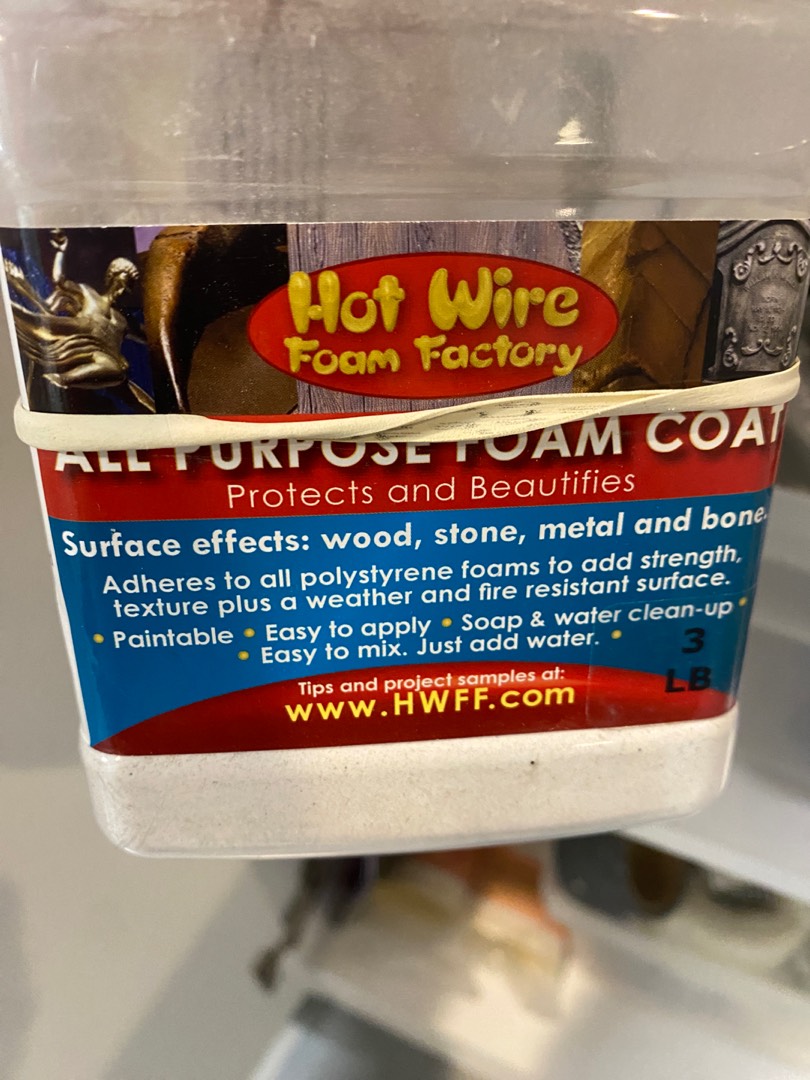 Hot Wire
Foam Factory
ALL PURPOSE FOAM COAT
Protects and Beautifies
Surface effects: wood, stone, metal and bone.
Adheres to all polystyrene foams to add strength,
texture plus a weather and fire resistant surface.
• Paintable • Easy to apply • Soap & water clean-up •
• Easy to mix. Just add water. •
3
LB
Tips and project samples at:
www.HWFF.com